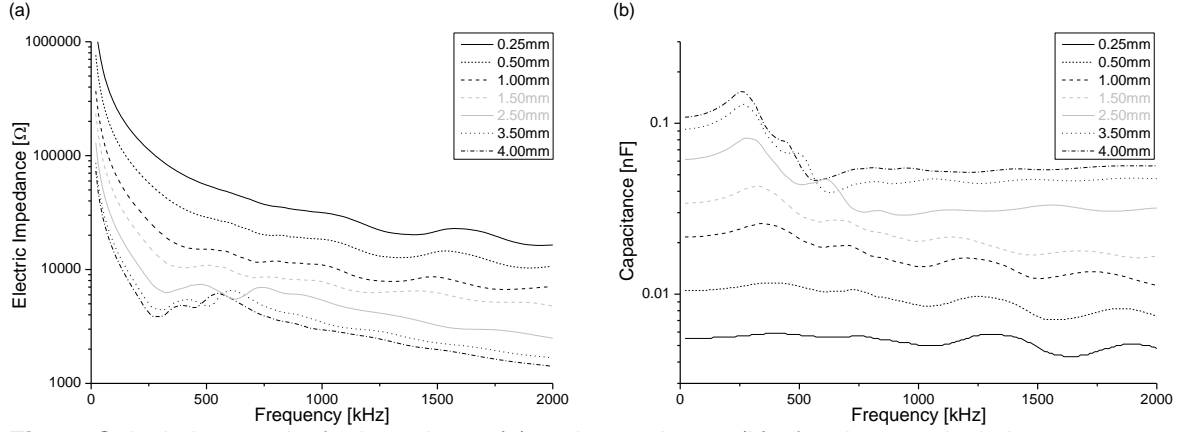 (a)
1000000
100000
10000
1000
Electric Impedance [Ω]
0
500
1000
1500
2000
Frequency [kHz]
0.25mm
0.50mm
1.00mm
1.50mm
2.50mm
3.50mm
4.00mm
(b)
0.1
0.01
Capacitance [nF]
0
500
1000
1500
2000
Frequency [kHz]
0.25mm
0.50mm
1.00mm
1.50mm
2.50mm
3.50mm
4.00mm